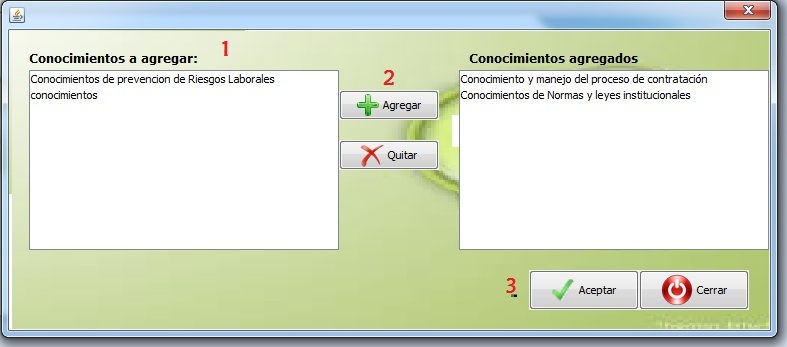 1
Conocimientos a agregar:
Conocimientos agregados
Conocimientos de prevencion de Riesgos Laborales
conocimientos
2
Agregar
Quitar
Conocimiento y manejo del proceso de contratación
Conocimientos de Normas y leyes institucionales
3
Aceptar
Cerrar